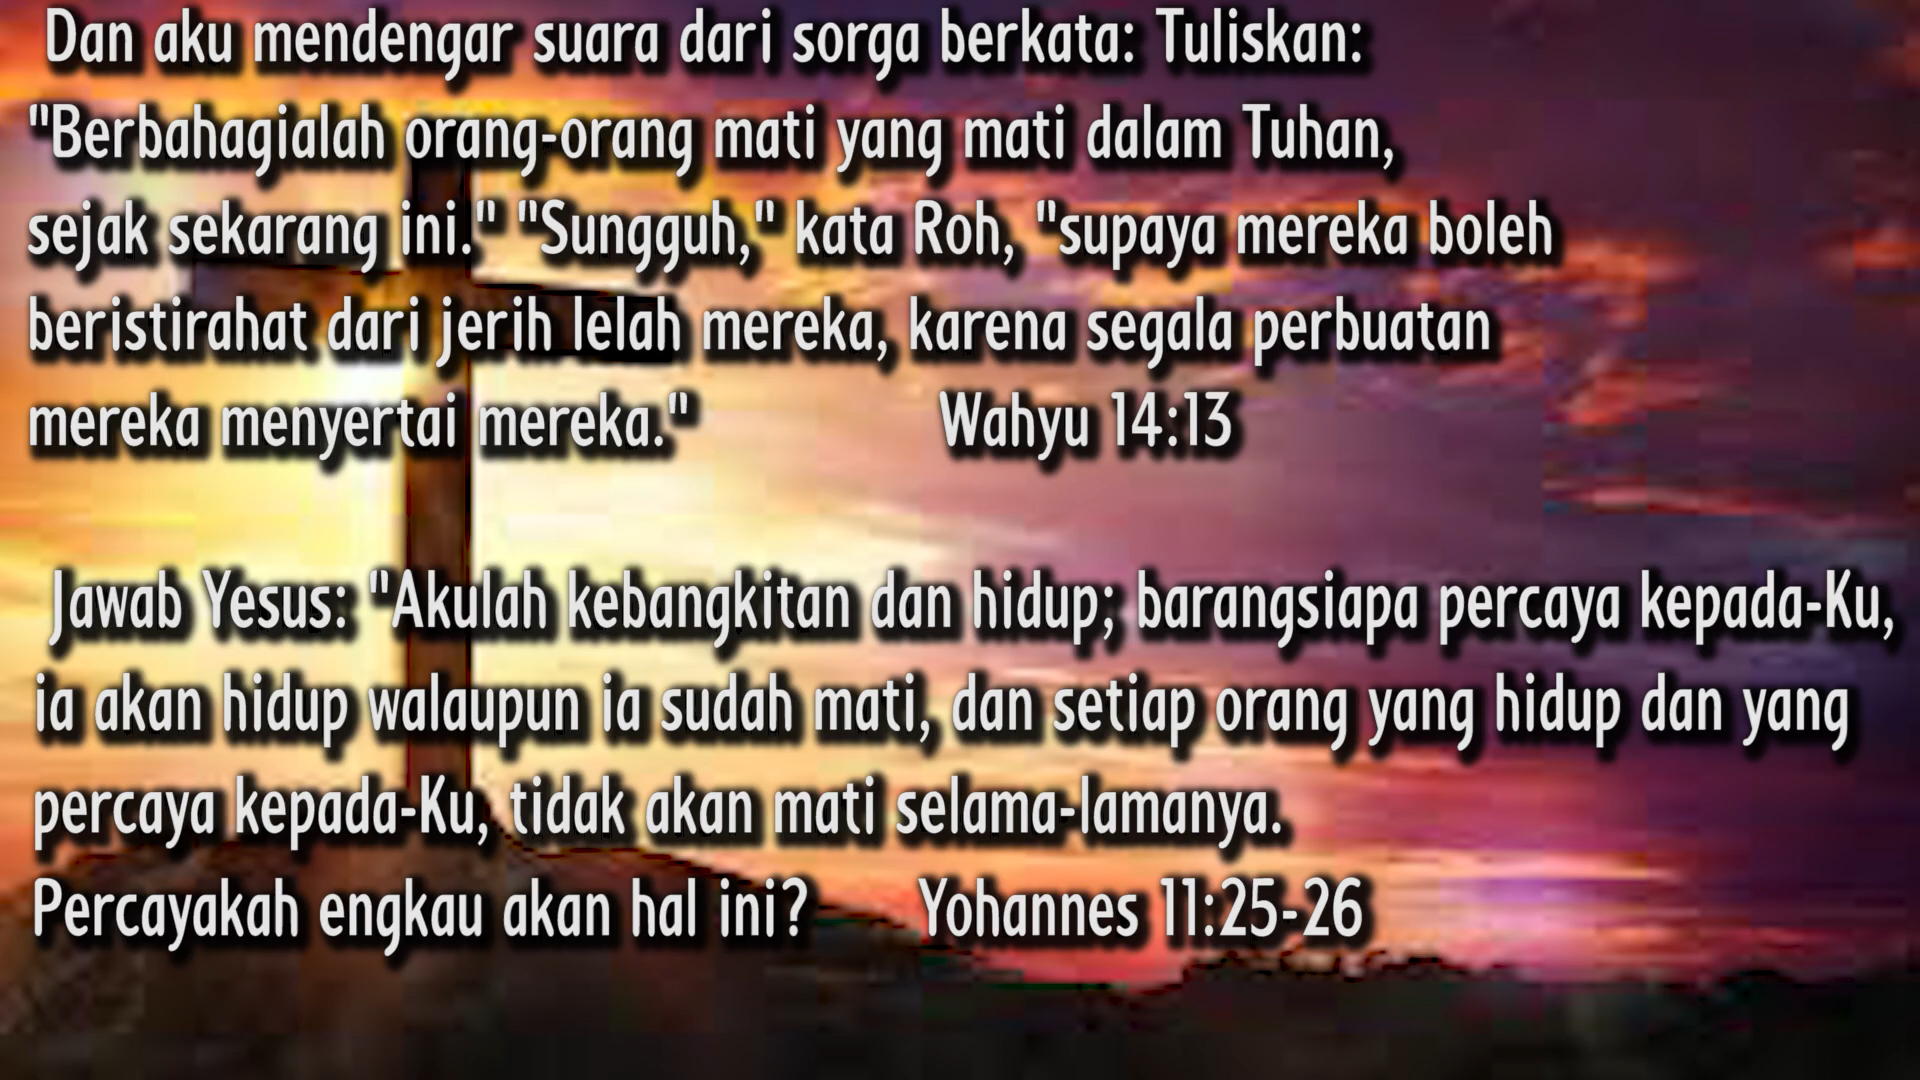 Dan aku mendengar suara dari sorga berkata: Tuliskan:
"Berbahagialah orang-orang mati yang mati dalam Tuhan,
sejak sekarang ini." "Sungguh," kata Roh, "supaya mereka boleh
beristirahat dari jerih lelah mereka, karena segala perbuatan
mereka menyertai mereka." Wahyu 14:13
Jawab Yesus: "Akulah kebangkitan dan hidup; barangsiapa percaya kepada-Ku,
ia akan hidup walaupun ia sudah mati, dan setiap orang yang hidup dan yang
percaya kepada-Ku, tidak akan mati selama-lamanya.
Percayakah engkau akan hal ini? Yohannes 11:25-26